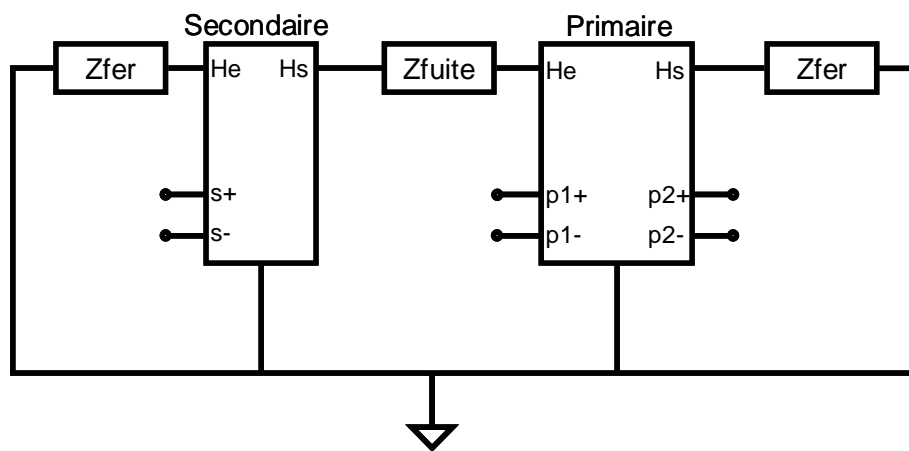 Secondaire
Primaire
Zfer
He Hs
Zfuite
He Hs
Zfer
s+
s-
p1+ p2+
p1- p2-